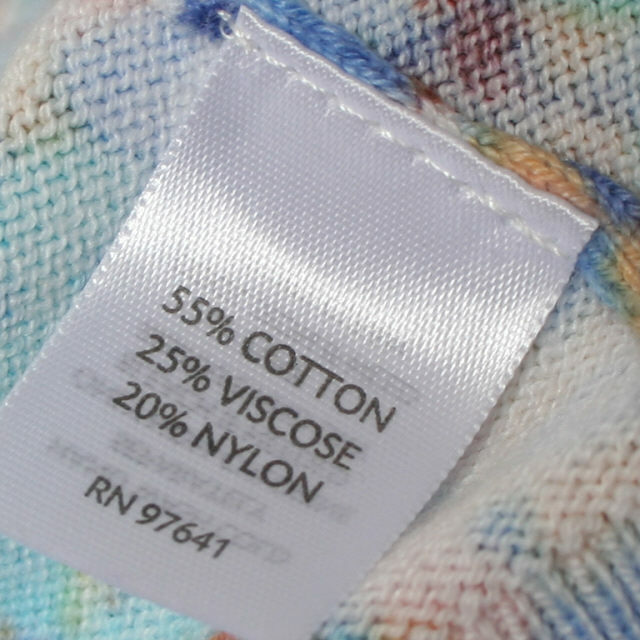 55% COTTON
25% VISCOSE
20% NYLON
RN 97641